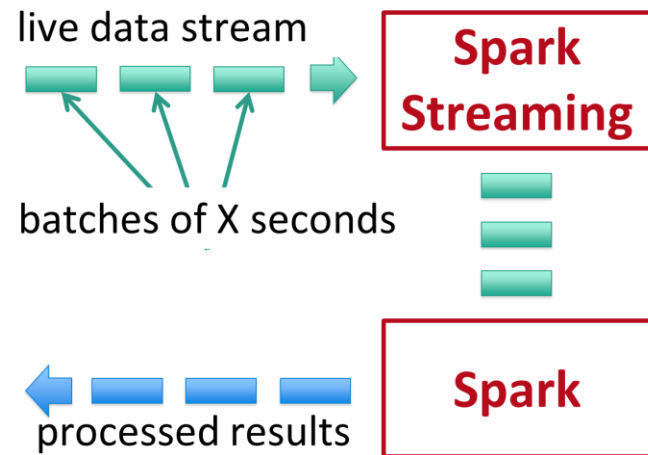 live data stream
Spark
Streaming
batches of X seconds
Spark
processed results